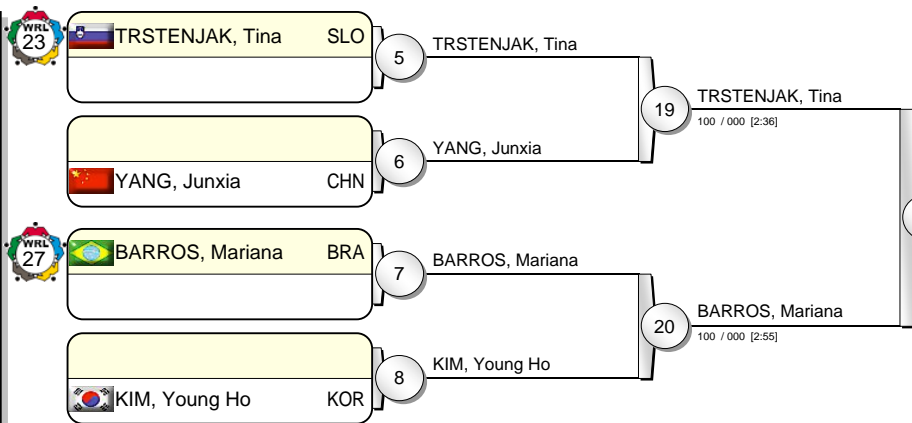 WRL
23
TRSTENJAK, Tina SLO
5
TRSTENJAK, Tina
19
TRSTENJAK, Tina
100 / 000 [2:36]
6
YANG, Junxia
YANG, Junxia CHN
WRL
27
BARROS, Mariana BRA
7
BARROS, Mariana
20
BARROS, Mariana
100 / 000 [2:55]
8
KIM, Young Ho
KIM, Young Ho KOR